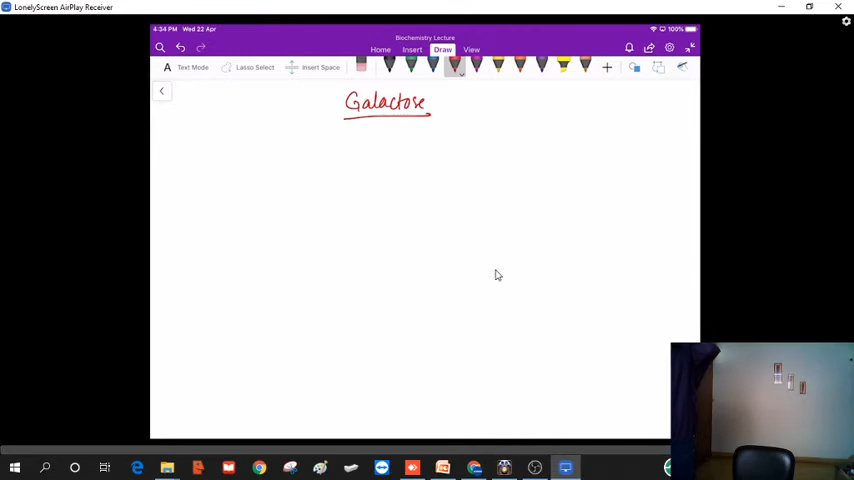 LonelyScreen AirPlay Receiver
4:34 PM Wed 22 Apr
100%
Biochemistry Lecture
Home Insert Draw View
A Text Mode Lasso Select Insert Space
Galactose